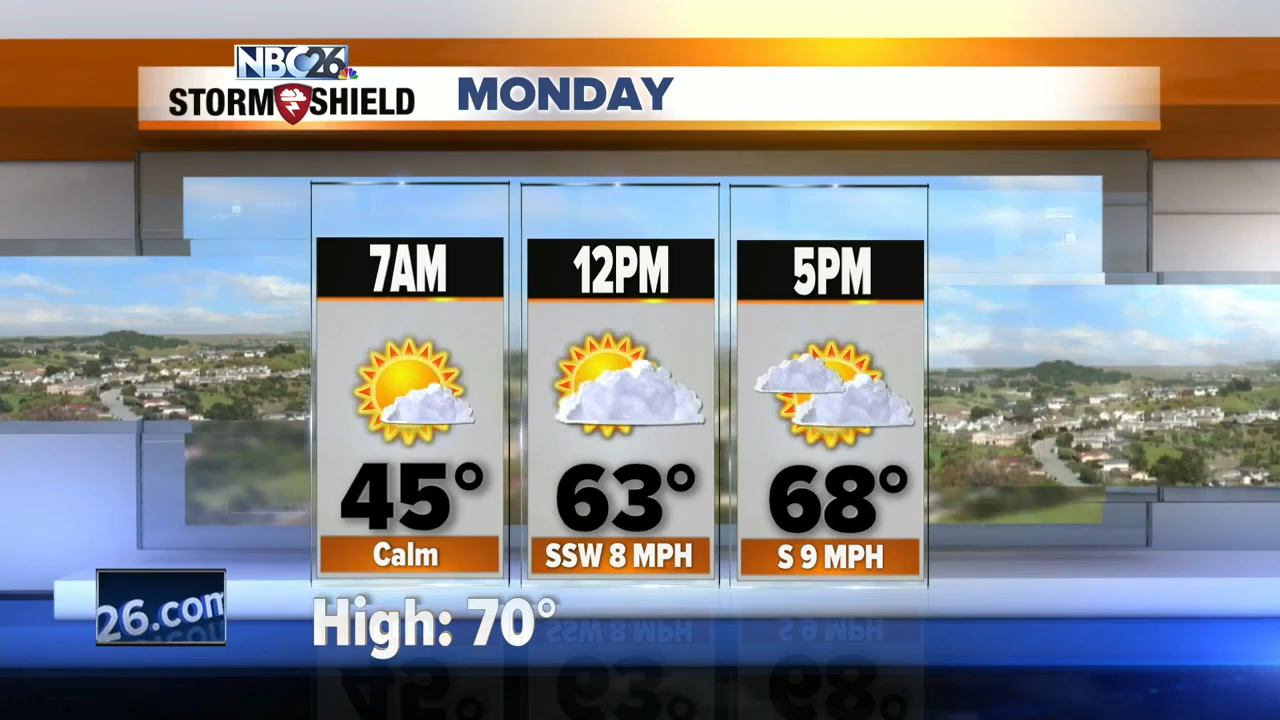 NBC26
STORM SHIELD
MONDAY
7AM
12PM
5PM
45°
63°
68°
Calm
SSW 8 MPH
S 9 MPH
26.com
High: 70°